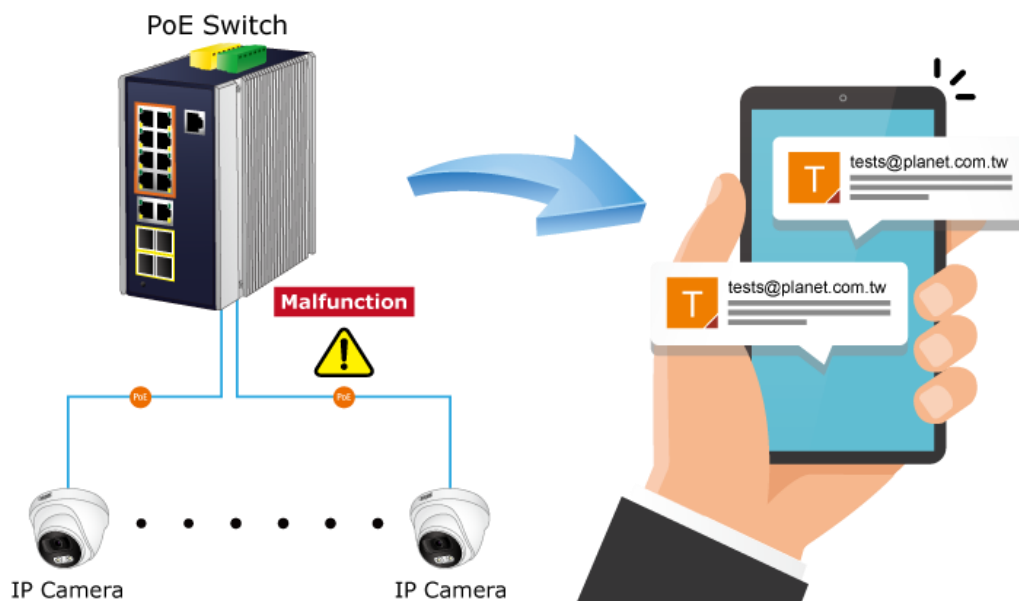 PoE Switch
T
tests@planet.com.tw
T
tests@planet.com.tw
Malfunction
PoE
PoE
IP Camera
IP Camera